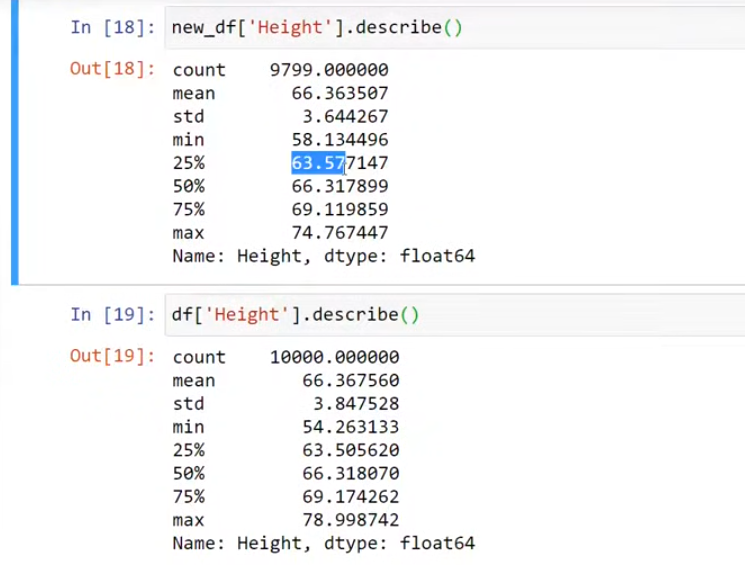 In [18]: new_df['Height'].describe()
Out[18]: count 9799.000000
mean 66.363507
std 3.644267
min 58.134496
25% 63.577147
50% 66.317899
75% 69.119859
max 74.767447
Name: Height, dtype: float64
In [19]: df['Height'].describe()
Out[19]: count 10000.000000
mean 66.367560
std 3.847528
min 54.263133
25% 63.505620
50% 66.318070
75% 69.174262
max 78.998742
Name: Height, dtype: float64